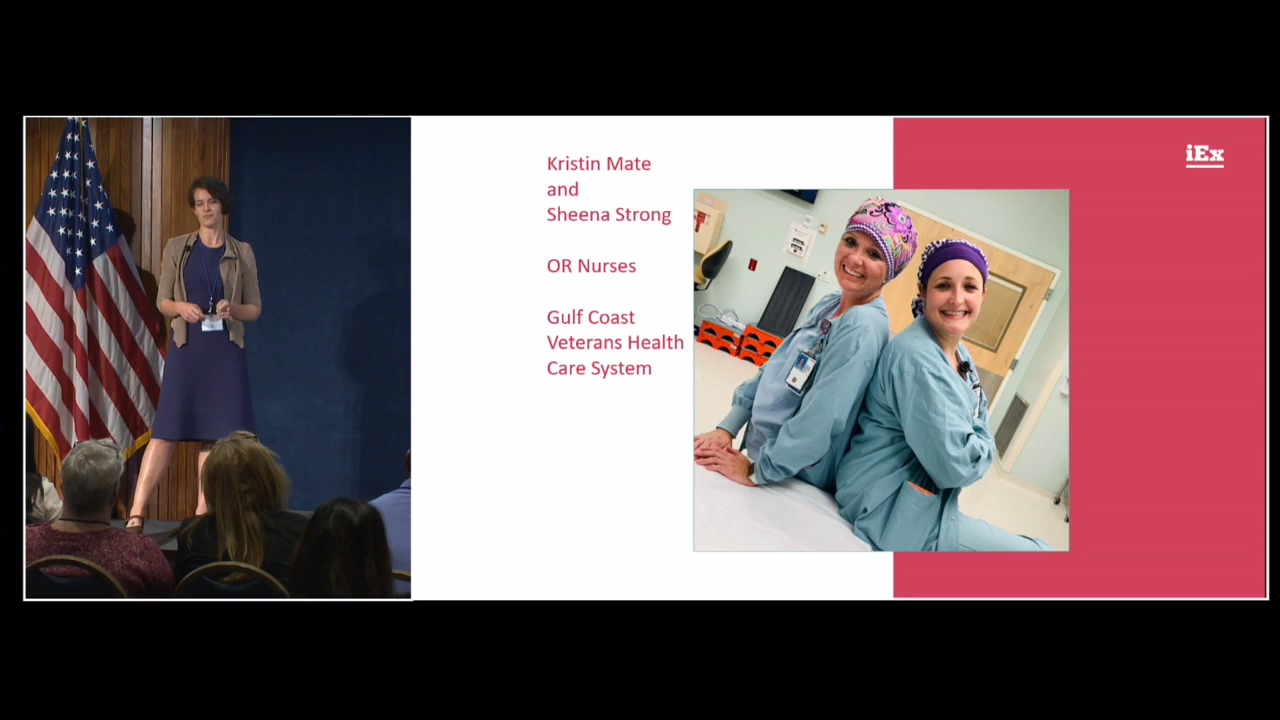 Kristin Mate
and
Sheena Strong
OR Nurses
Gulf Coast
Veterans Health
Care System
iEx